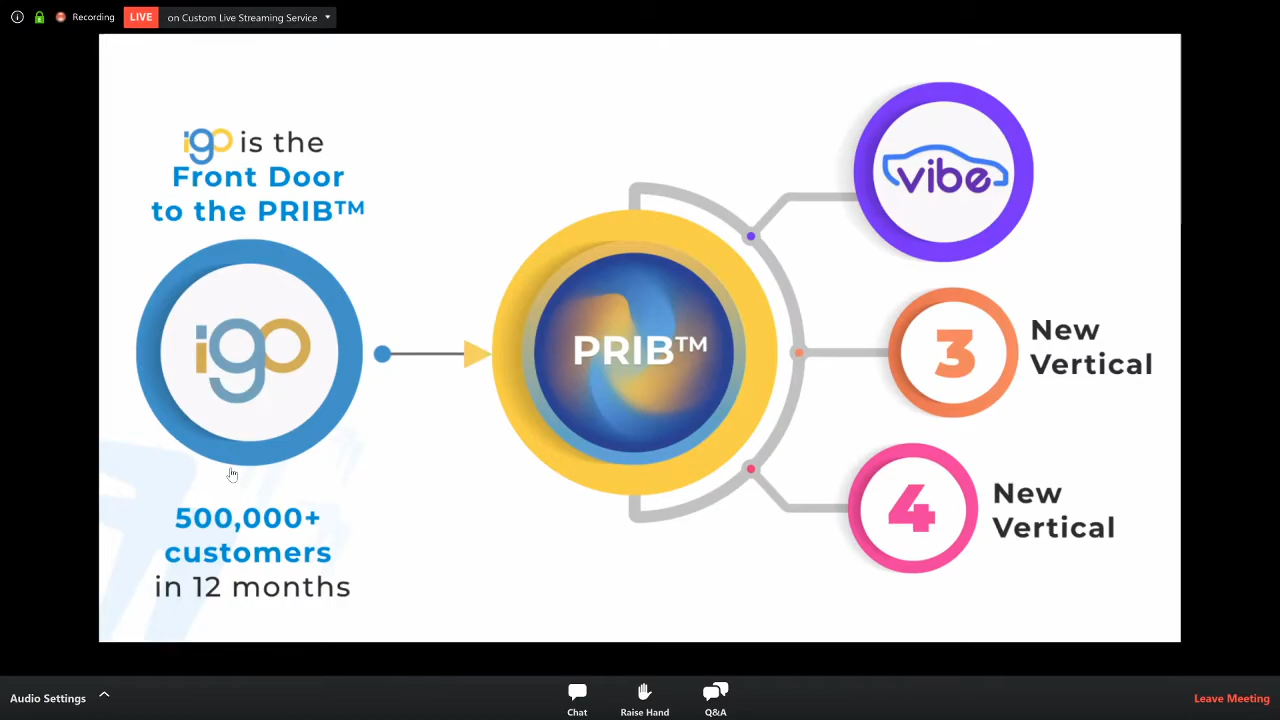 Recording
LIVE
on Custom Live Streaming Service
igo is the
Front Door
to the PRIB™
igo
500,000+
customers
in 12 months
PRIB™
vibe
3
New
Vertical
4
New
Vertical
Audio Settings
Chat
Raise Hand
Q&A
Leave Meeting